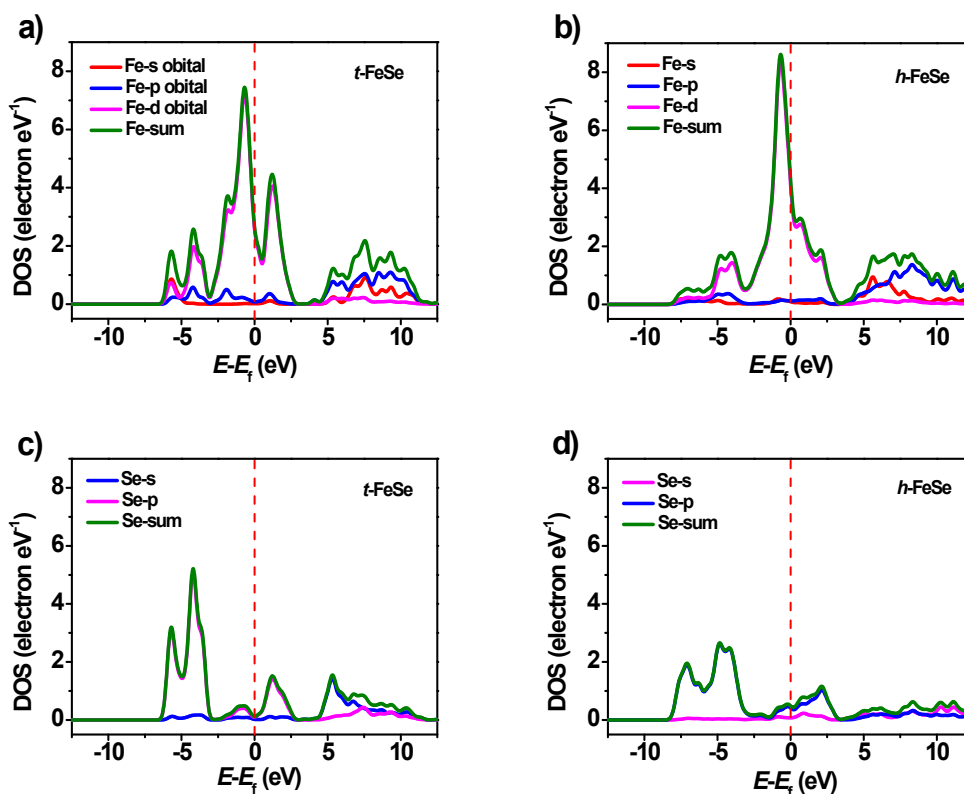 a)
Fe-s obital
Fe-p obital
Fe-d obital
Fe-sum
t-FeSe
DOS (electron eV⁻¹)
8
6
4
2
0
-10 -5 0 5 10
E-E_f (eV)
b)
Fe-s
Fe-p
Fe-d
Fe-sum
h-FeSe
DOS (electron eV⁻¹)
8
6
4
2
0
-10 -5 0 5 10
E-E_f (eV)
c)
Se-s
Se-p
Se-sum
t-FeSe
DOS (electron eV⁻¹)
8
6
4
2
0
-10 -5 0 5 10
E-E_f (eV)
d)
Se-s
Se-p
Se-sum
h-FeSe
DOS (electron eV⁻¹)
8
6
4
2
0
-10 -5 0 5 10
E-E_f (eV)